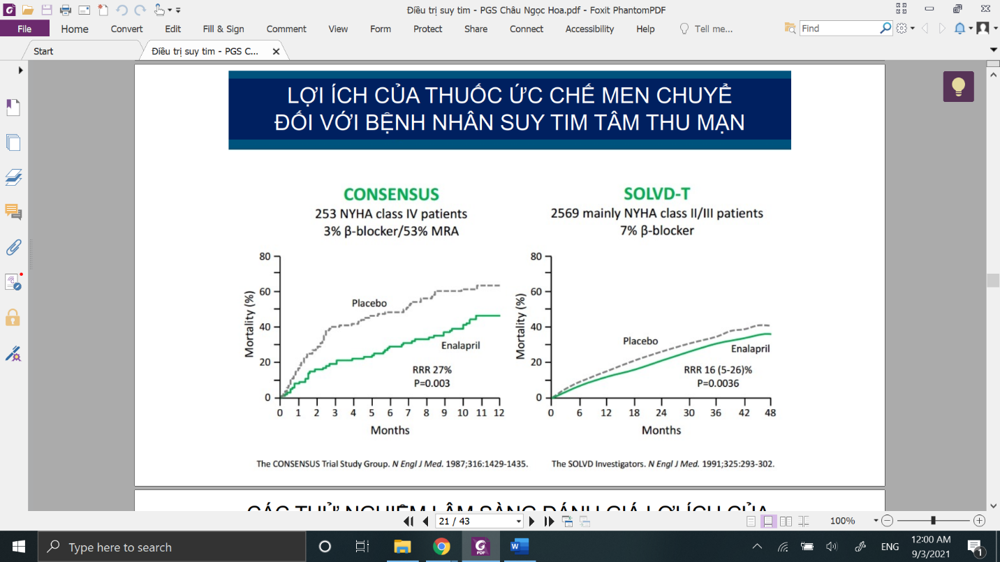 Điều trị suy tim - PGS Châu Ngọc Hoa.pdf - Foxit PhantomPDF
File Home Convert Edit Fill & Sign Comment View Form Protect Share Connect Accessibility Help Tell me... Find
Start Điều trị suy tim - PGS C...
LỢI ÍCH CỦA THUỐC ỨC CHẾ MEN CHUYỂ
ĐỐI VỚI BỆNH NHÂN SUY TIM TÂM THU MẠN
CONSENSUS
253 NYHA class IV patients
3% β-blocker/53% MRA
Mortality (%)
80
60
40
20
0
Placebo
Enalapril
RRR 27%
P=0.003
0 1 2 3 4 5 6 7 8 9 10 11 12
Months
The CONSENSUS Trial Study Group. N Engl J Med. 1987;316:1429-1435.
SOLVD-T
2569 mainly NYHA class II/III patients
7% β-blocker
Mortality (%)
80
60
40
20
0
Placebo
Enalapril
RRR 16 (5-26)%
P=0.0036
0 6 12 18 24 30 36 42 48
Months
The SOLVD Investigators. N Engl J Med. 1991;325:293-302.
CÁC THỬ NGHIỆM LÂM SÀNG ĐÁNH GIÁ LỢI ÍCH CỦA
21 / 43
100%
Type here to search
PDF
W
ENG
12:00 AM
9/3/2021
1